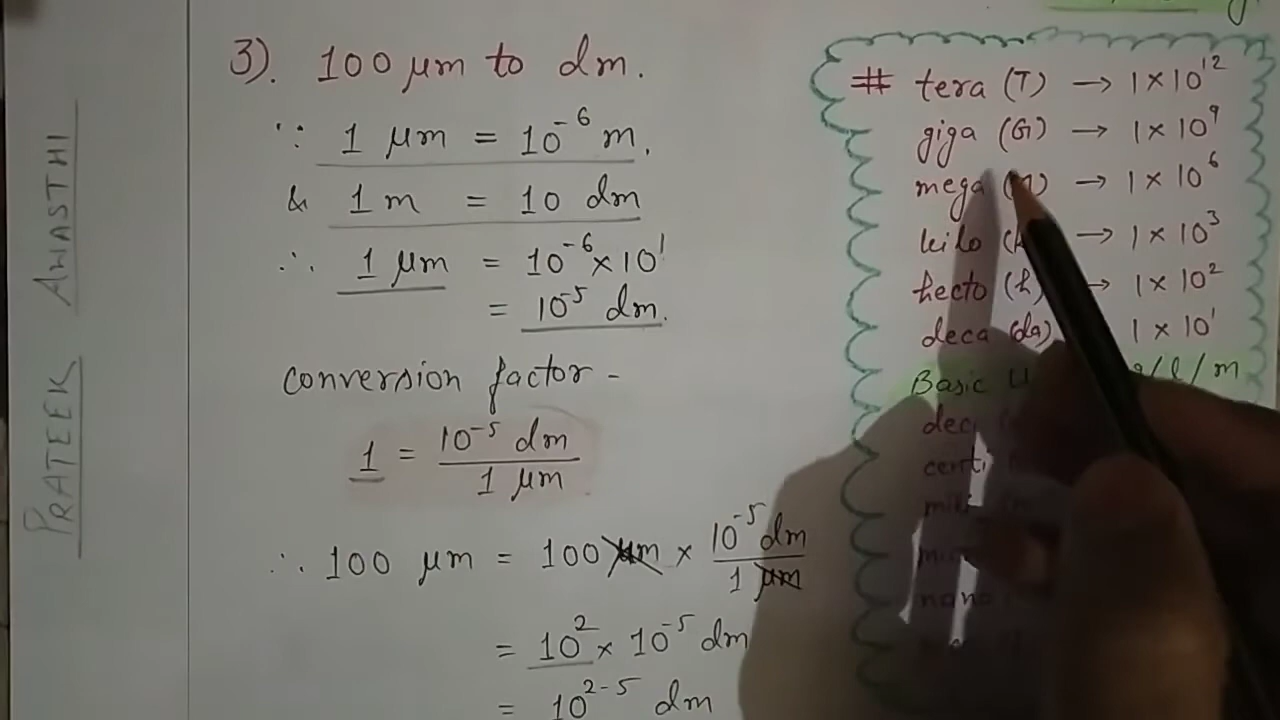 PRATEEK AWASTHI
3). 100 μm to dm.
∵ 1 μm = 10⁻⁶ m.
& 1 m = 10 dm
∴ 1 μm = 10⁻⁶ × 10¹
= 10⁻⁵ dm.
conversion factor -
1 = 10⁻⁵ dm / 1 μm
∴ 100 μm = 100 μm × 10⁻⁵ dm / 1 μm
= 10² × 10⁻⁵ dm
= 10²⁻⁵ dm
# tera (T) → 1 × 10¹²
giga (G) → 1 × 10⁹
mega → 1 × 10⁶
kilo → 1 × 10³
hecto (h) → 1 × 10²
deca (da) 1 × 10¹
Basic /l/m